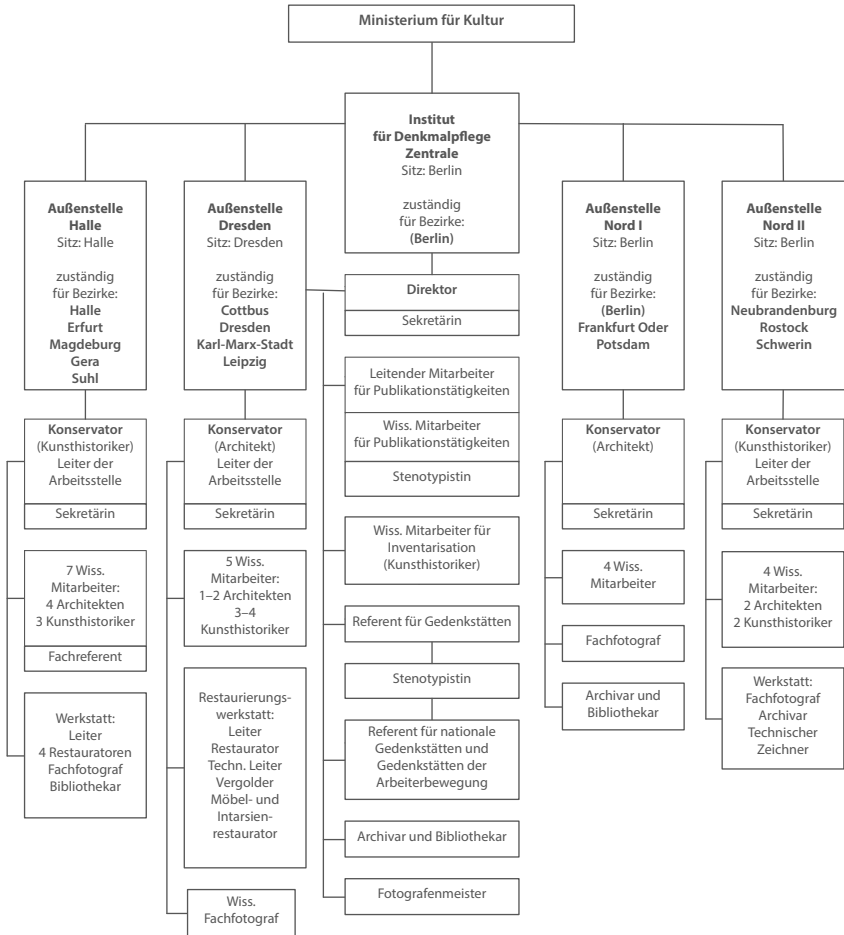 Ministerium für Kultur
Institut
für Denkmalpflege
Zentrale
Sitz: Berlin
zuständig
für Bezirke:
(Berlin)
Außenstelle
Halle
Sitz: Halle
zuständig
für Bezirke:
Halle
Erfurt
Magdeburg
Gera
Suhl
Außenstelle
Dresden
Sitz: Dresden
zuständig
für Bezirke:
Cottbus
Dresden
Karl-Marx-Stadt
Leipzig
Außenstelle
Nord I
Sitz: Berlin
zuständig
für Bezirke:
(Berlin)
Frankfurt Oder
Potsdam
Außenstelle
Nord II
Sitz: Berlin
zuständig
für Bezirke:
Neubrandenburg
Rostock
Schwerin
Konservator
(Kunsthistoriker)
Leiter der
Arbeitsstelle
Sekretärin
7 Wiss.
Mitarbeiter:
4 Architekten
3 Kunsthistoriker
Fachreferent
Werkstatt:
Leiter
4 Restauratoren
Fachfotograf
Bibliothekar
Konservator
(Architekt)
Leiter der
Arbeitsstelle
Sekretärin
5 Wiss.
Mitarbeiter:
1–2 Architekten
3–4
Kunsthistoriker
Restaurierungs-
werkstatt:
Leiter
Restaurator
Techn. Leiter
Vergolder
Möbel- und
Intarsien-
restaurator
Wiss.
Fachfotograf
Direktor
Sekretärin
Leitender Mitarbeiter
für Publikationstätigkeiten
Wiss. Mitarbeiter
für Publikationstätigkeiten
Stenotypistin
Wiss. Mitarbeiter für
Inventarisation
(Kunsthistoriker)
Referent für Gedenkstätten
Stenotypistin
Referent für nationale
Gedenkstätten und
Gedenkstätten der
Arbeiterbewegung
Archivar und Bibliothekar
Fotografenmeister
Konservator
(Architekt)
Sekretärin
4 Wiss.
Mitarbeiter
Fachfotograf
Archivar und
Bibliothekar
Konservator
(Kunsthistoriker)
Leiter der
Arbeitsstelle
Sekretärin
4 Wiss.
Mitarbeiter:
2 Architekten
2 Kunsthistoriker
Werkstatt:
Fachfotograf
Archivar
Technischer
Zeichner